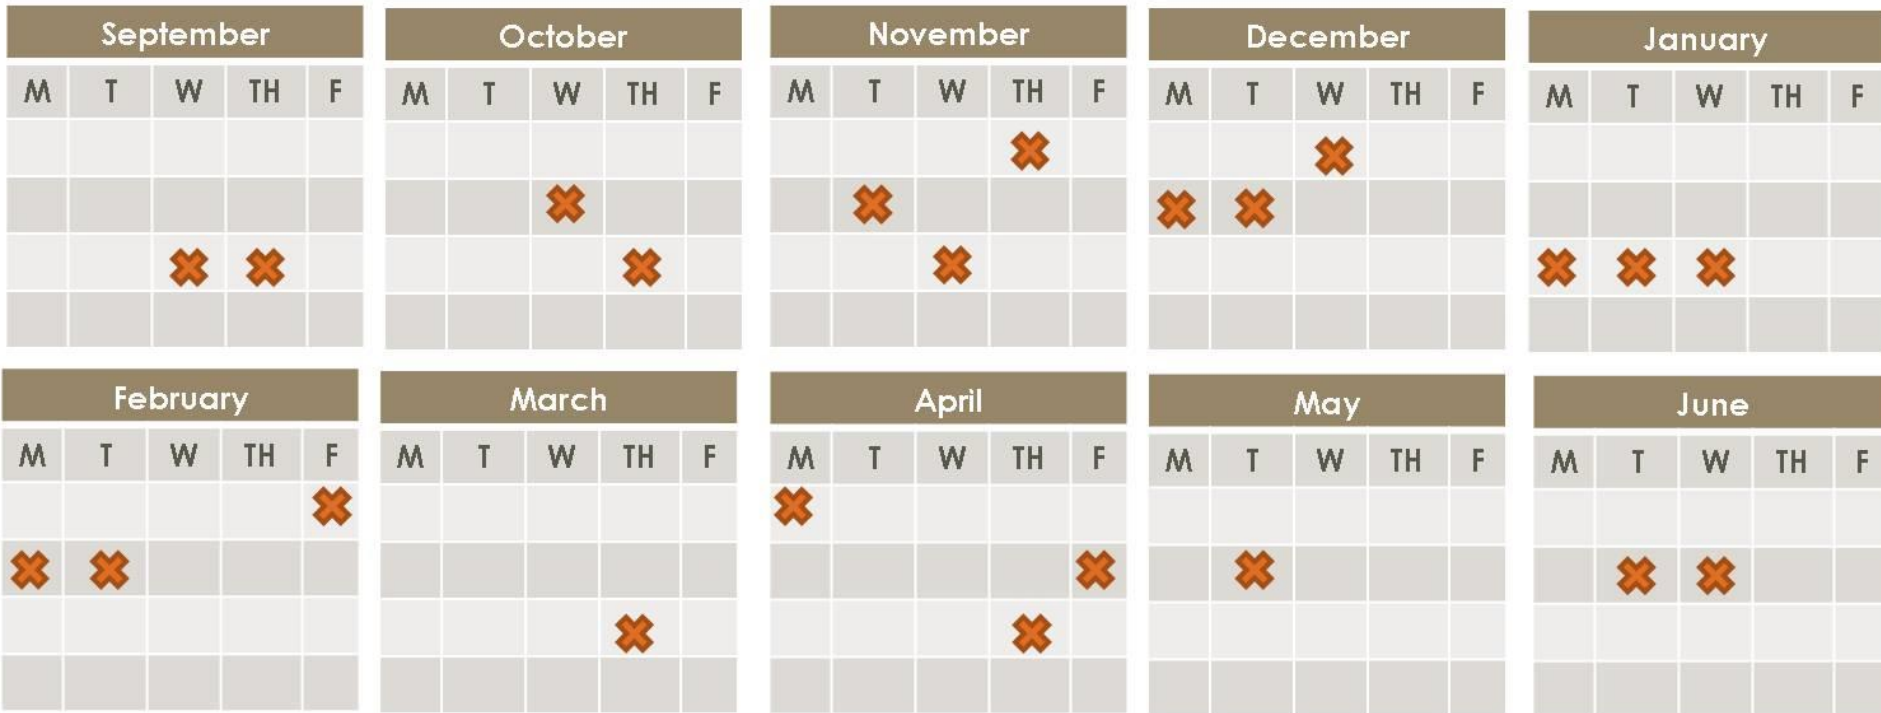 September October November December January
M T W TH F M T W TH F M T W TH F M T W TH F M T W TH F
February March April May June
M T W TH F M T W TH F M T W TH F M T W TH F M T W TH F